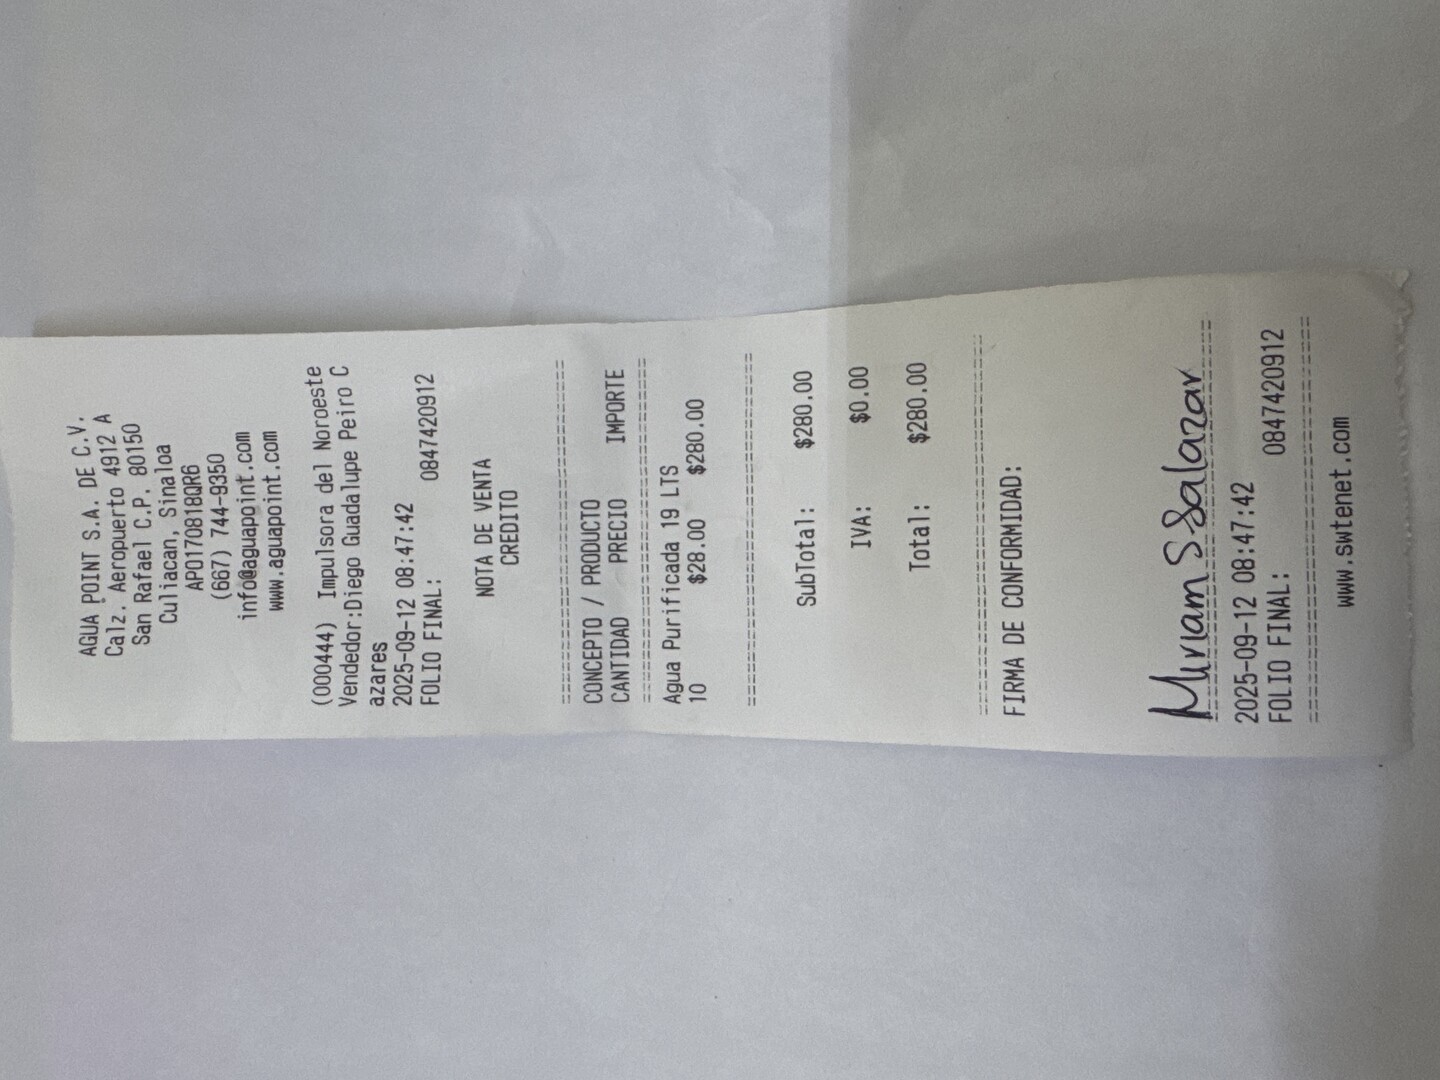 AGUA POINT S.A. DE C.V.
Calz. Aeropuerto 4912 A
San Rafael C.P. 80150
Culiacan, Sinaloa
APO170818QR6
(667) 744-9350
info@aguapoint.com
www.aguapoint.com
(000444) Impulsora del Noroeste
Vendedor:Diego Guadalupe Peiro C
azares
2025-09-12 08:47:42
FOLIO FINAL: 0847420912
NOTA DE VENTA
CREDITO
================================
CONCEPTO / PRODUCTO
CANTIDAD PRECIO IMPORTE
================================
Agua Purificada 19 LTS
10 $28.00 $280.00
================================
SubTotal: $280.00
IVA: $0.00
Total: $280.00
================================
FIRMA DE CONFORMIDAD:
Miriam S Salazar
================================
2025-09-12 08:47:42
FOLIO FINAL: 0847420912
================================
www.swtenet.com